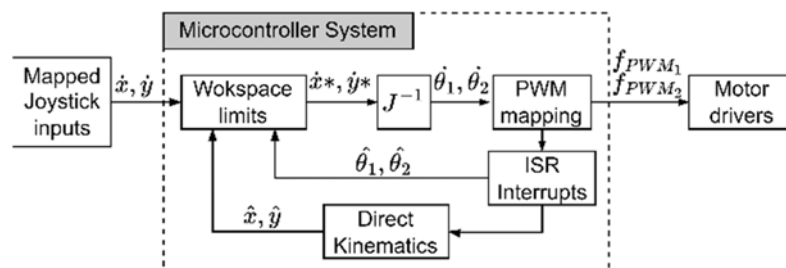 Microcontroller System
Mapped
Joystick
inputs
ẋ, ẏ
Wokspace
limits
ẋ*, ẏ*
J⁻¹
θ̇₁, θ̇₂
PWM
mapping
f_PWM₁
f_PWM₂
Motor
drivers
θ̂₁, θ̂₂
ISR
Interrupts
x̂, ŷ
Direct
Kinematics